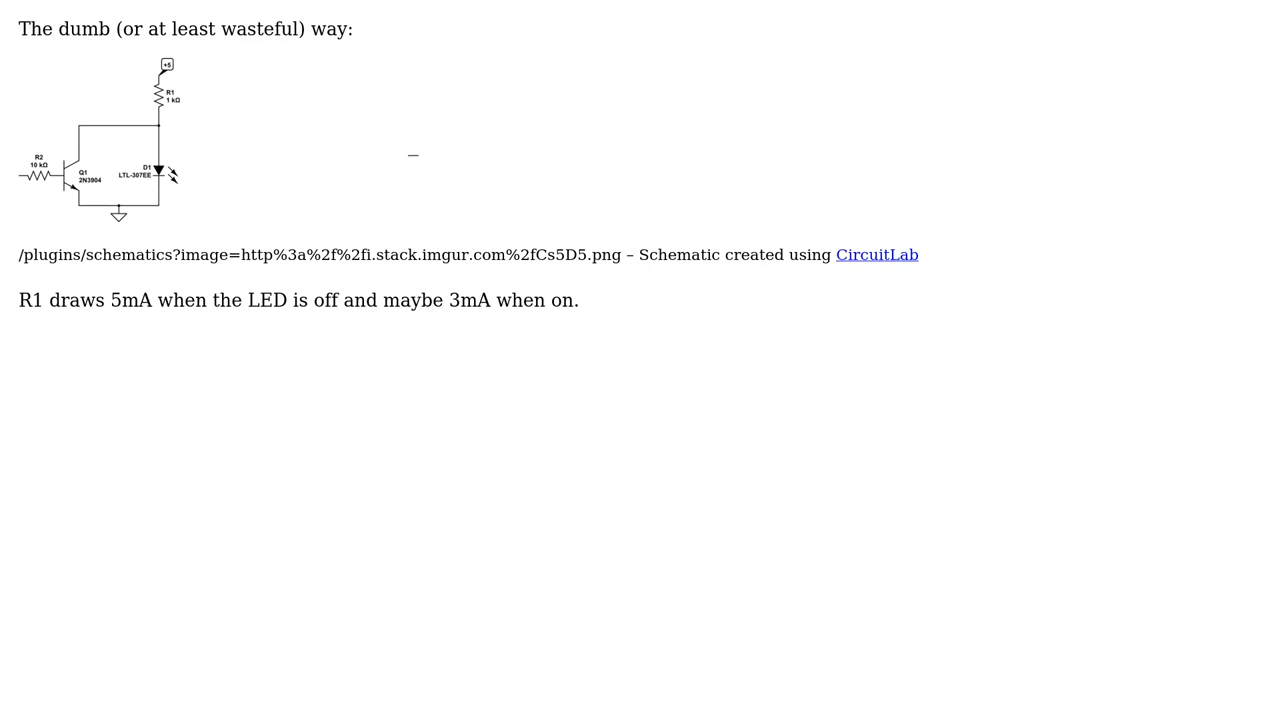 The dumb (or at least wasteful) way:
+5
R1
1 kΩ
R2
10 kΩ
Q1
2N3904
D1
LTL-307EE
/plugins/schematics?image=http%3a%2f%2fi.stack.imgur.com%2fCs5D5.png – Schematic created using CircuitLab
R1 draws 5mA when the LED is off and maybe 3mA when on.